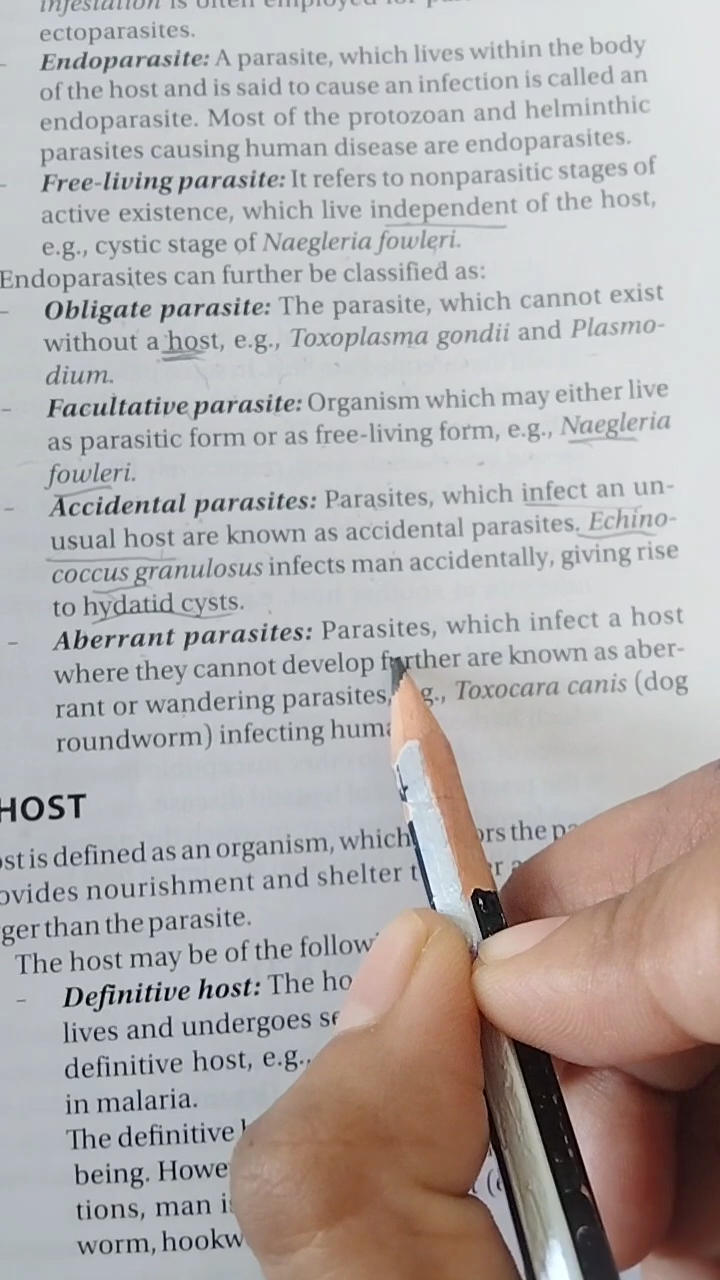 infestation is often employed for
ectoparasites.
- Endoparasite: A parasite, which lives within the body
of the host and is said to cause an infection is called an
endoparasite. Most of the protozoan and helminthic
parasites causing human disease are endoparasites.
- Free-living parasite: It refers to nonparasitic stages of
active existence, which live independent of the host,
e.g., cystic stage of Naegleria fowleri.
Endoparasites can further be classified as:
- Obligate parasite: The parasite, which cannot exist
without a host, e.g., Toxoplasma gondii and Plasmo-
dium.
- Facultative parasite: Organism which may either live
as parasitic form or as free-living form, e.g., Naegleria
fowleri.
- Accidental parasites: Parasites, which infect an un-
usual host are known as accidental parasites. Echino-
coccus granulosus infects man accidentally, giving rise
to hydatid cysts.
- Aberrant parasites: Parasites, which infect a host
where they cannot develop further are known as aber-
rant or wandering parasites, g., Toxocara canis (dog
roundworm) infecting huma
HOST
ost is defined as an organism, which ors the pa
ovides nourishment and shelter t
ger than the parasite.
The host may be of the follow
- Definitive host: The ho
lives and undergoes se
definitive host, e.g.,
in malaria.
The definitive
being. Howe
tions, man i
worm, hookw